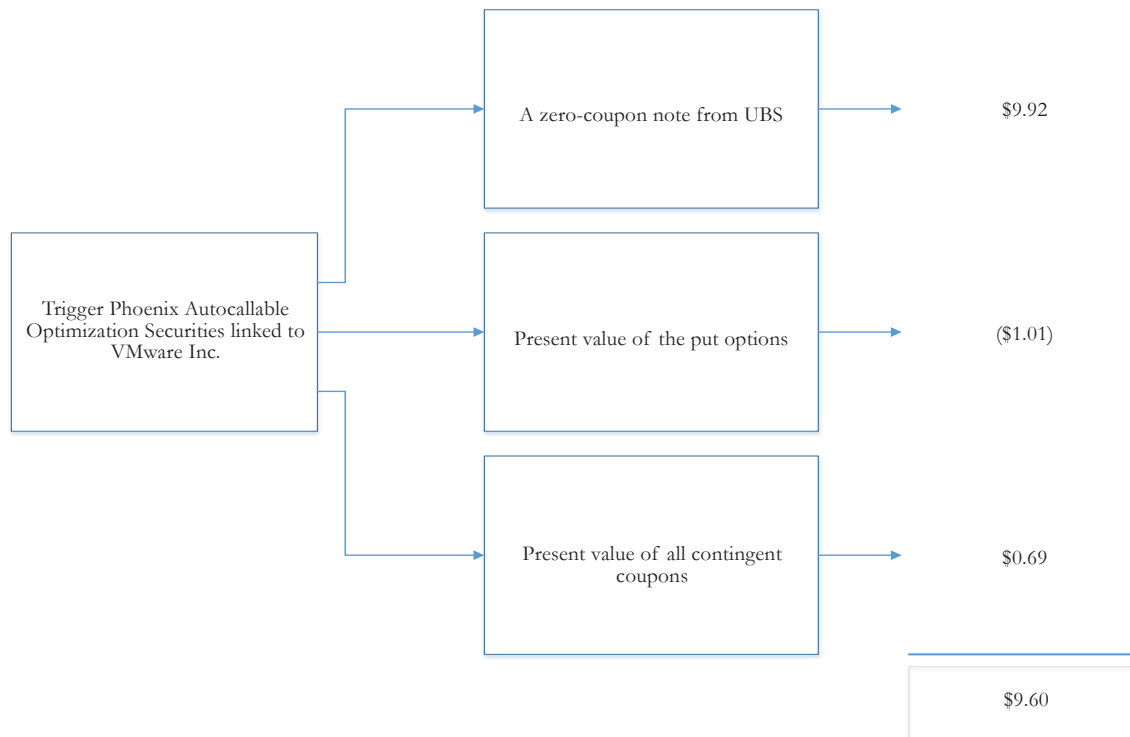 A zero-coupon note from UBS
$9.92
Trigger Phoenix Autocallable
Optimization Securities linked to
VMware Inc.
Present value of the put options
($1.01)
Present value of all contingent
coupons
$0.69
$9.60